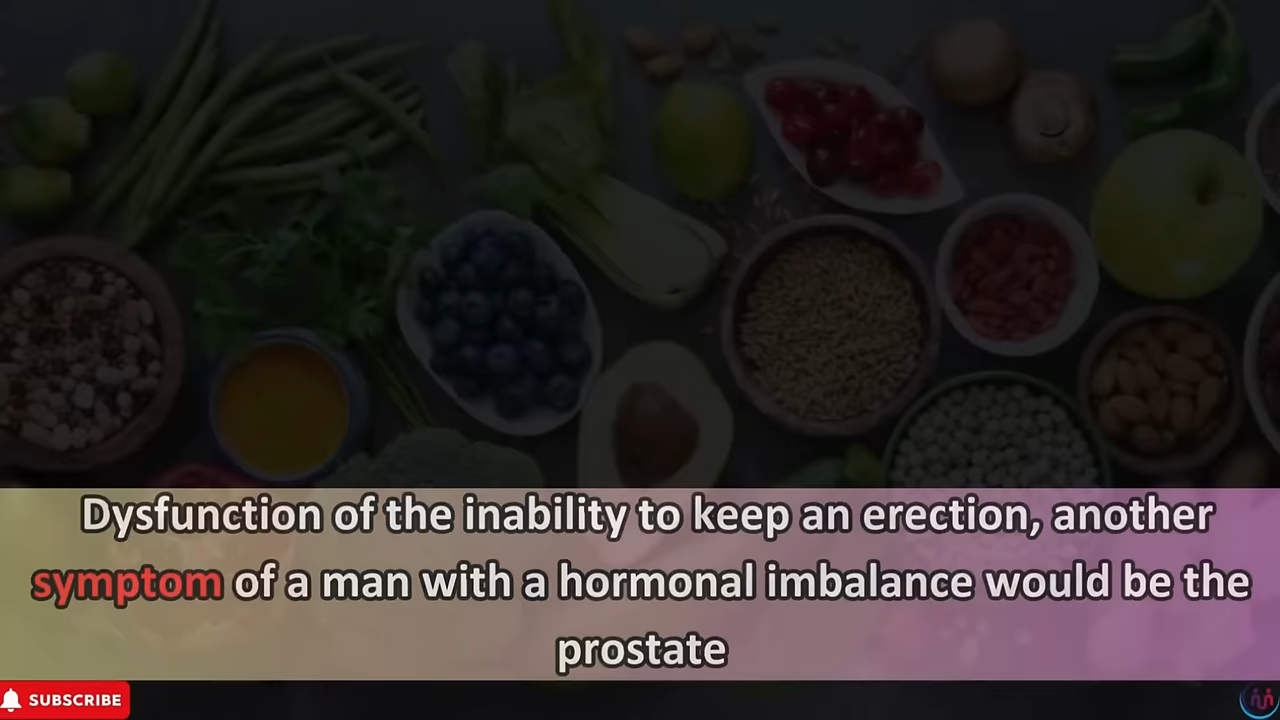 Dysfunction of the inability to keep an erection, another
symptom of a man with a hormonal imbalance would be the
prostate
SUBSCRIBE